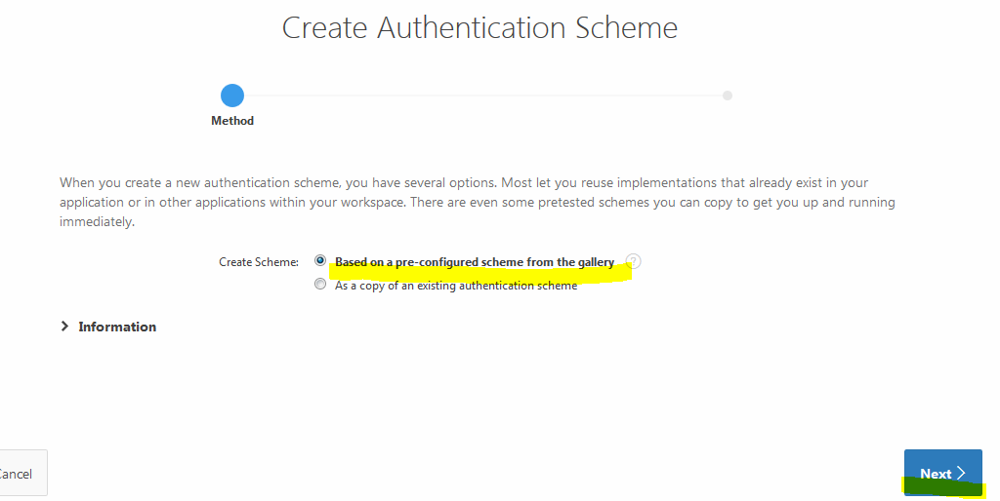 Create Authentication Scheme
Method
When you create a new authentication scheme, you have several options. Most let you reuse implementations that already exist in your
application or in other applications within your workspace. There are even some pretested schemes you can copy to get you up and running
immediately.
Create Scheme: Based on a pre-configured scheme from the gallery ?
As a copy of an existing authentication scheme
Information
Cancel Next